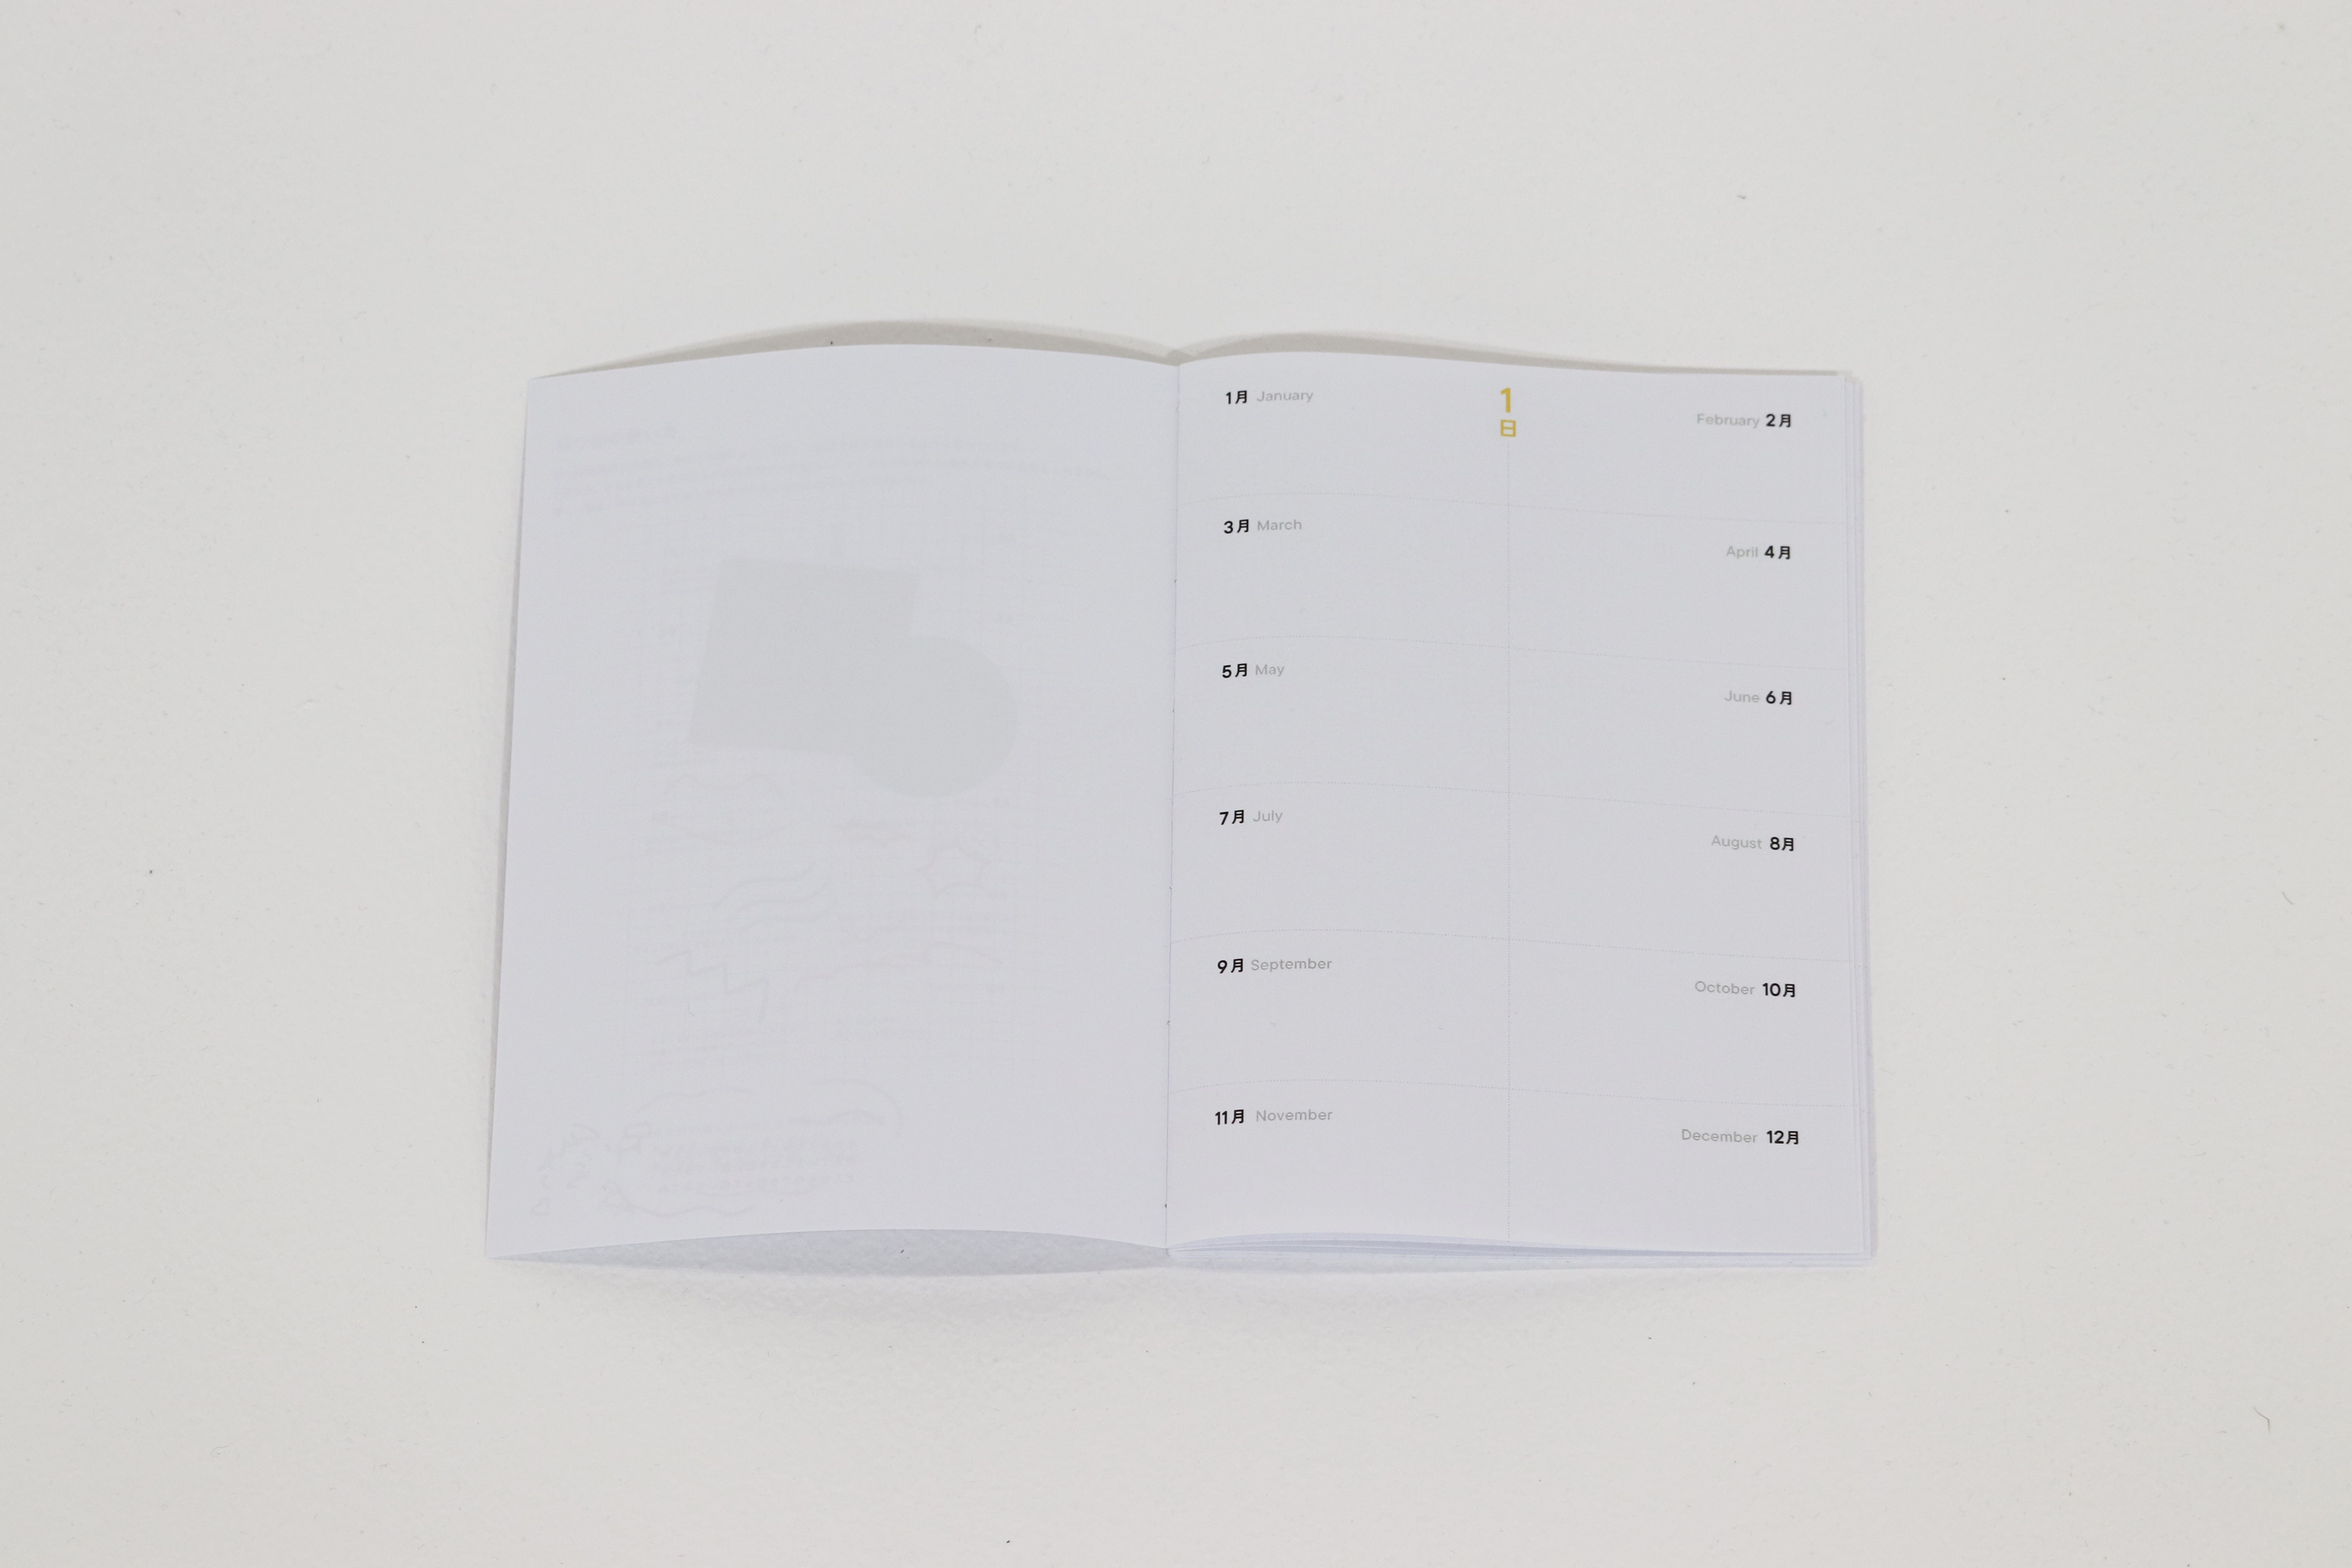 1月 January
1
日
February 2月
3月 March
April 4月
5月 May
June 6月
7月 July
August 8月
9月 September
October 10月
11月 November
December 12月